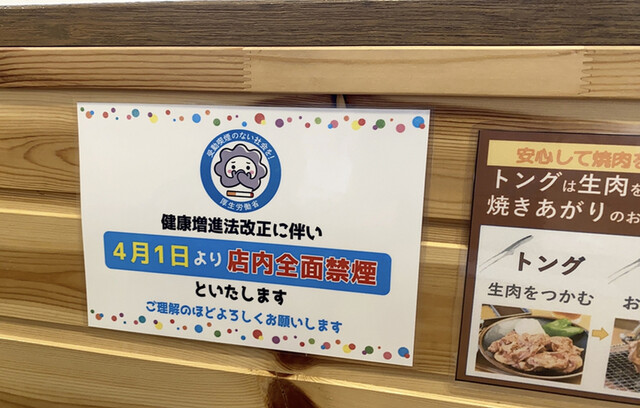 受動喫煙のない社会を!
厚生労働省
健康増進法改正に伴い
4月1日より店内全面禁煙
といたします
ご理解のほどよろしくお願いします
安心して焼肉を
トングは生肉を
焼きあがりのお
トング
生肉をつかむ
お